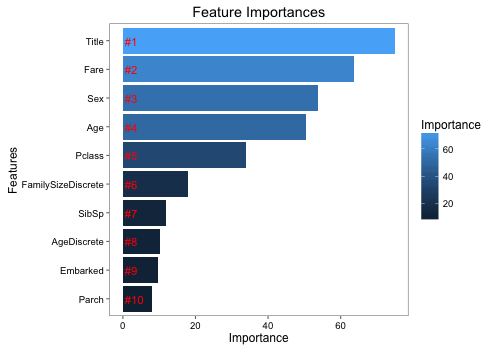 Feature Importances
Features
Title #1
Fare #2
Sex #3
Age #4
Pclass #5
FamilySizeDiscrete #6
SibSp #7
AgeDiscrete #8
Embarked #9
Parch #10
0 20 40 60
Importance
Importance
60
40
20